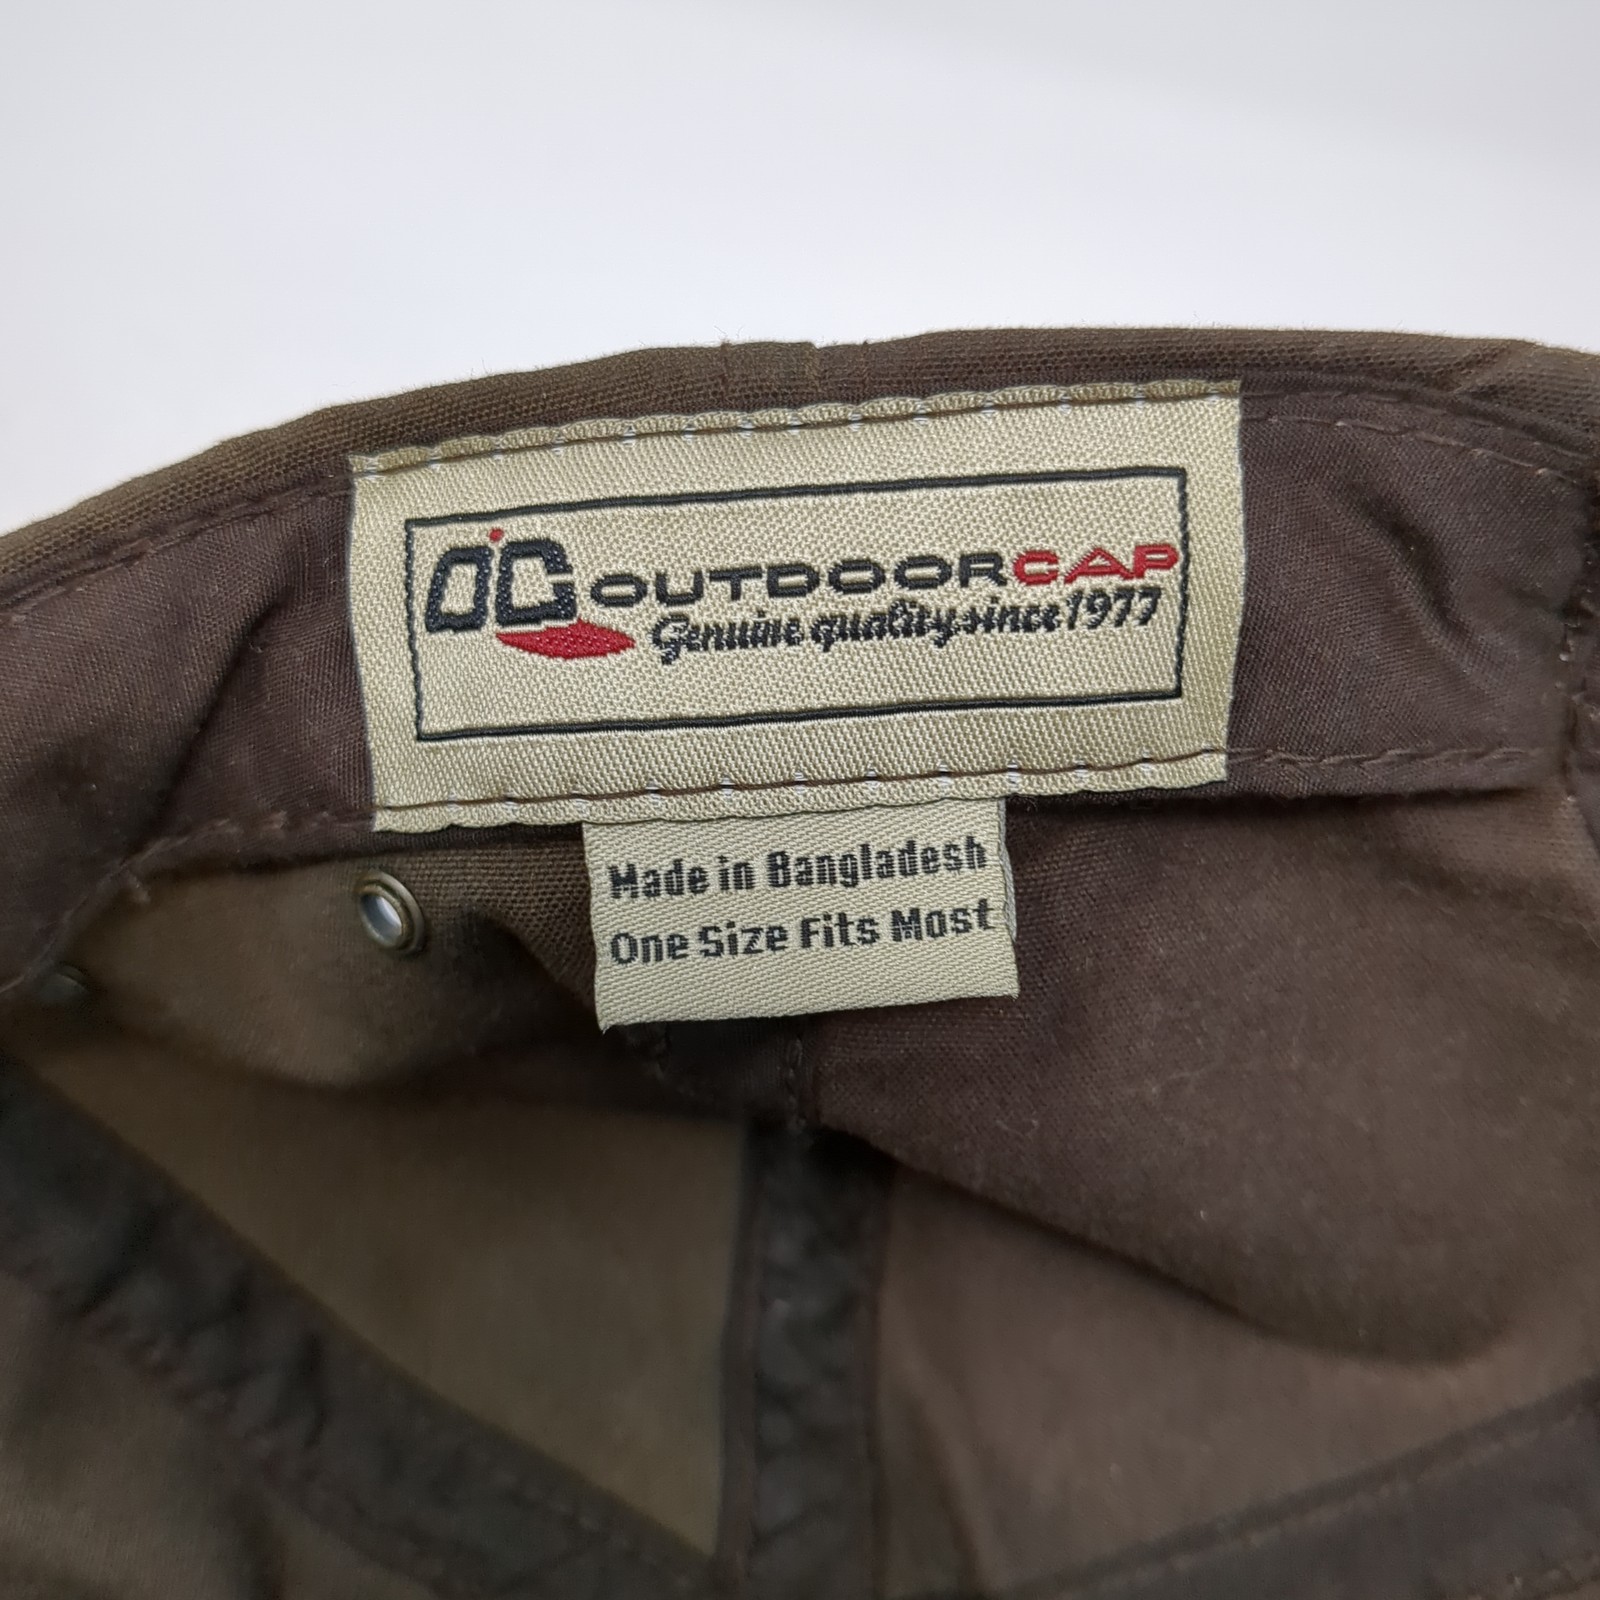 OC OUTDOORCAP
Genuine quality since 1977
Made in Bangladesh
One Size Fits Most